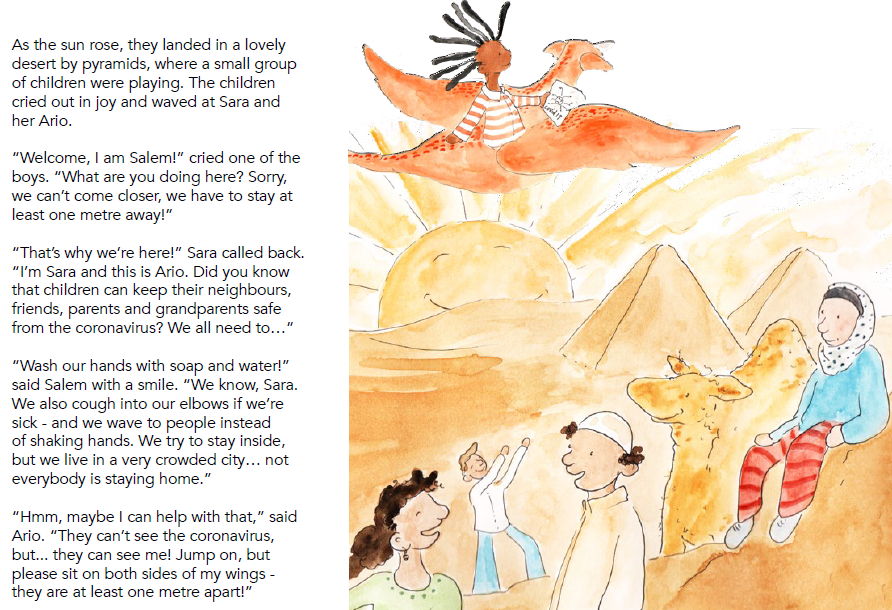 As the sun rose, they landed in a lovely
desert by pyramids, where a small group
of children were playing. The children
cried out in joy and waved at Sara and
her Ario.
“Welcome, I am Salem!” cried one of the
boys. “What are you doing here? Sorry,
we can’t come closer, we have to stay at
least one metre away!”
“That’s why we’re here!” Sara called back.
“I’m Sara and this is Ario. Did you know
that children can keep their neighbours,
friends, parents and grandparents safe
from the coronavirus? We all need to…”
“Wash our hands with soap and water!”
said Salem with a smile. “We know, Sara.
We also cough into our elbows if we’re
sick - and we wave to people instead
of shaking hands. We try to stay inside,
but we live in a very crowded city… not
everybody is staying home.”
“Hmm, maybe I can help with that,” said
Ario. “They can’t see the coronavirus,
but... they can see me! Jump on, but
please sit on both sides of my wings -
they are at least one metre apart!”